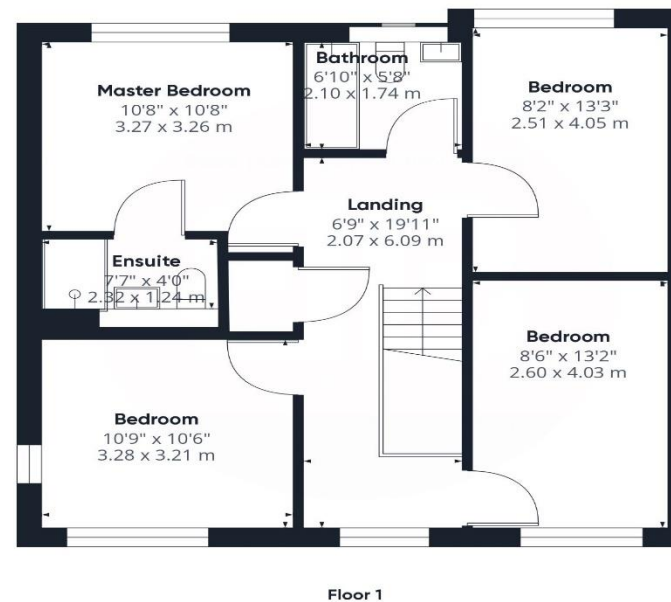 Master Bedroom
10'8" x 10'8"
3.27 x 3.26 m
Bathroom
6'10" x 5'8"
2.10 x 1.74 m
Bedroom
8'2" x 13'3"
2.51 x 4.05 m
Landing
6'9" x 19'11"
2.07 x 6.09 m
Ensuite
7'7" x 4'0"
2.32 x 1.24 m
Bedroom
8'6" x 13'2"
2.60 x 4.03 m
Bedroom
10'9" x 10'6"
3.28 x 3.21 m
Floor 1